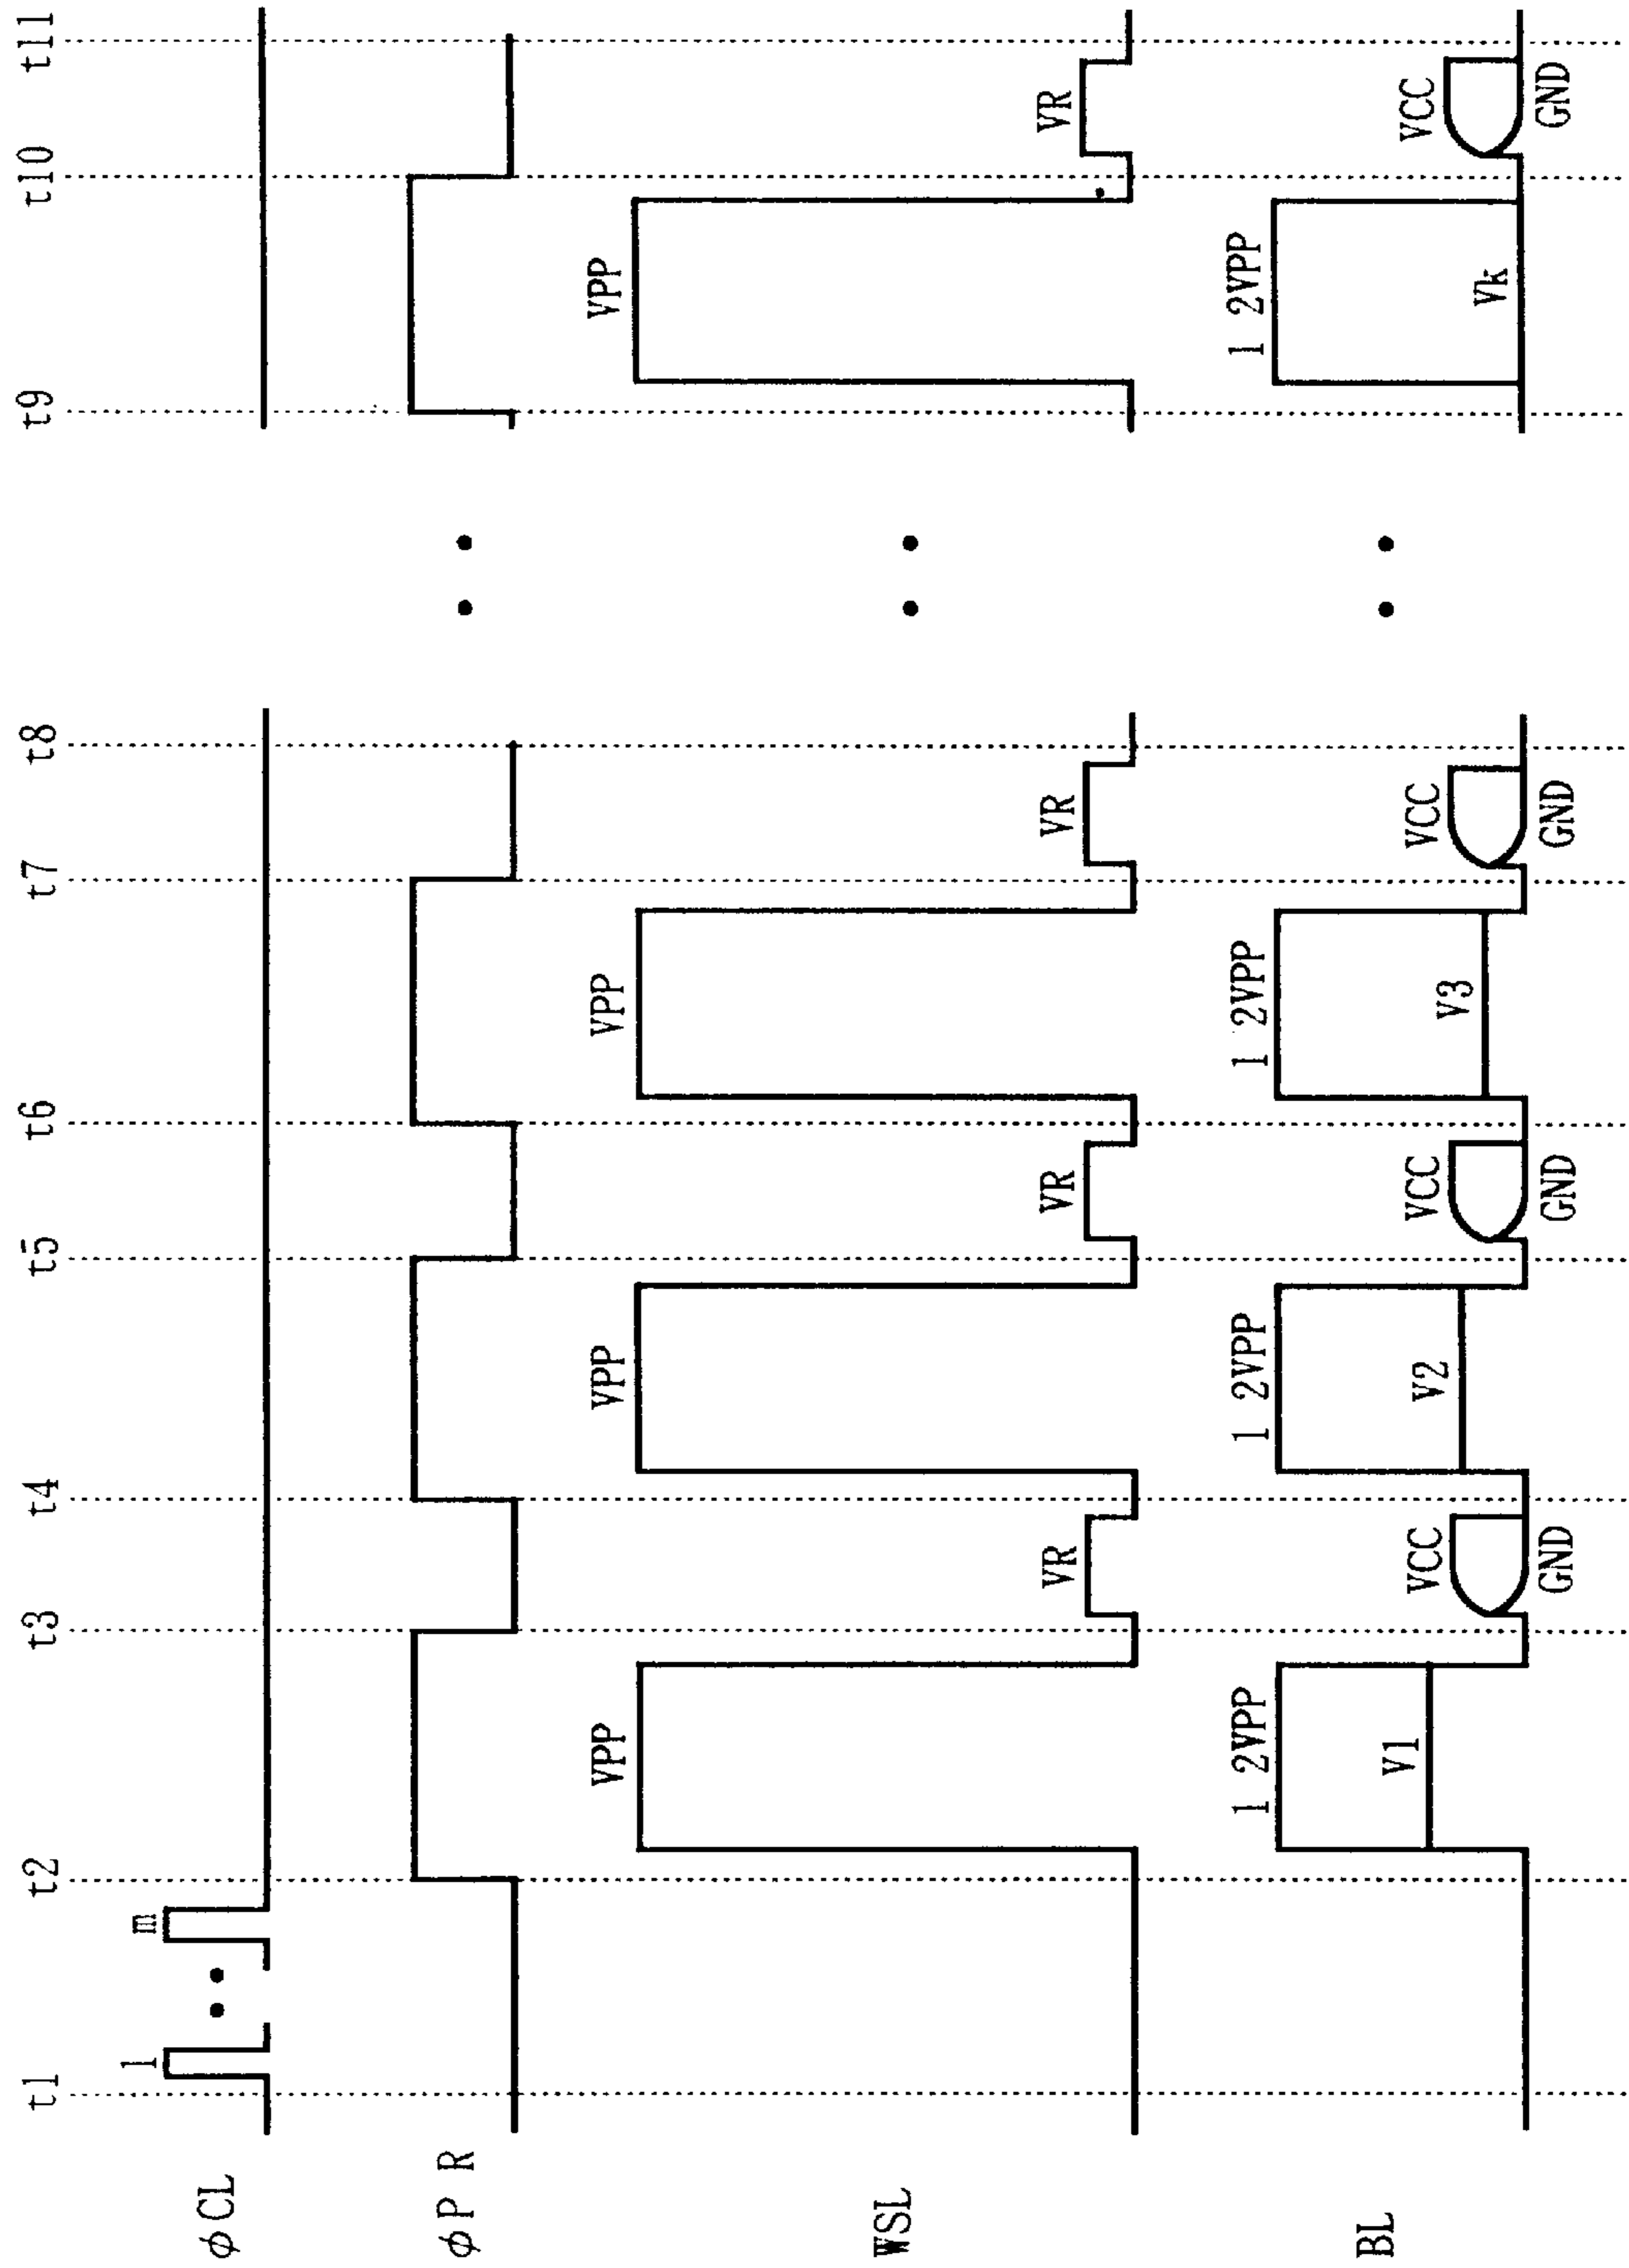 t1 t2 t3 t4 t5 t6 t7 t8 t9 t10 t11
φCL 1 m
φP R
WSL VPP VR VPP VR VPP VR VPP VR
BL 1 2VPP V1 VCC GND 1 2VPP V2 VCC GND 1 2VPP V3 VCC GND 1 2VPP Vk VCC GND